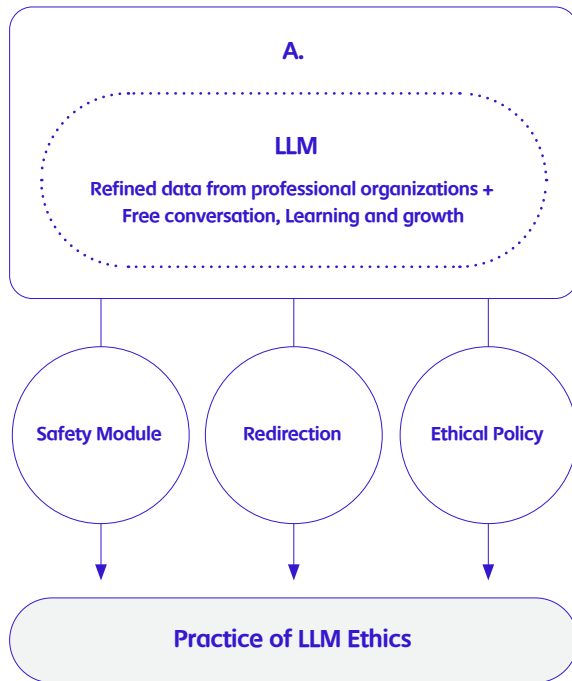 A.
LLM
Refined data from professional organizations +
Free conversation, Learning and growth
Safety Module
Redirection
Ethical Policy
Practice of LLM Ethics